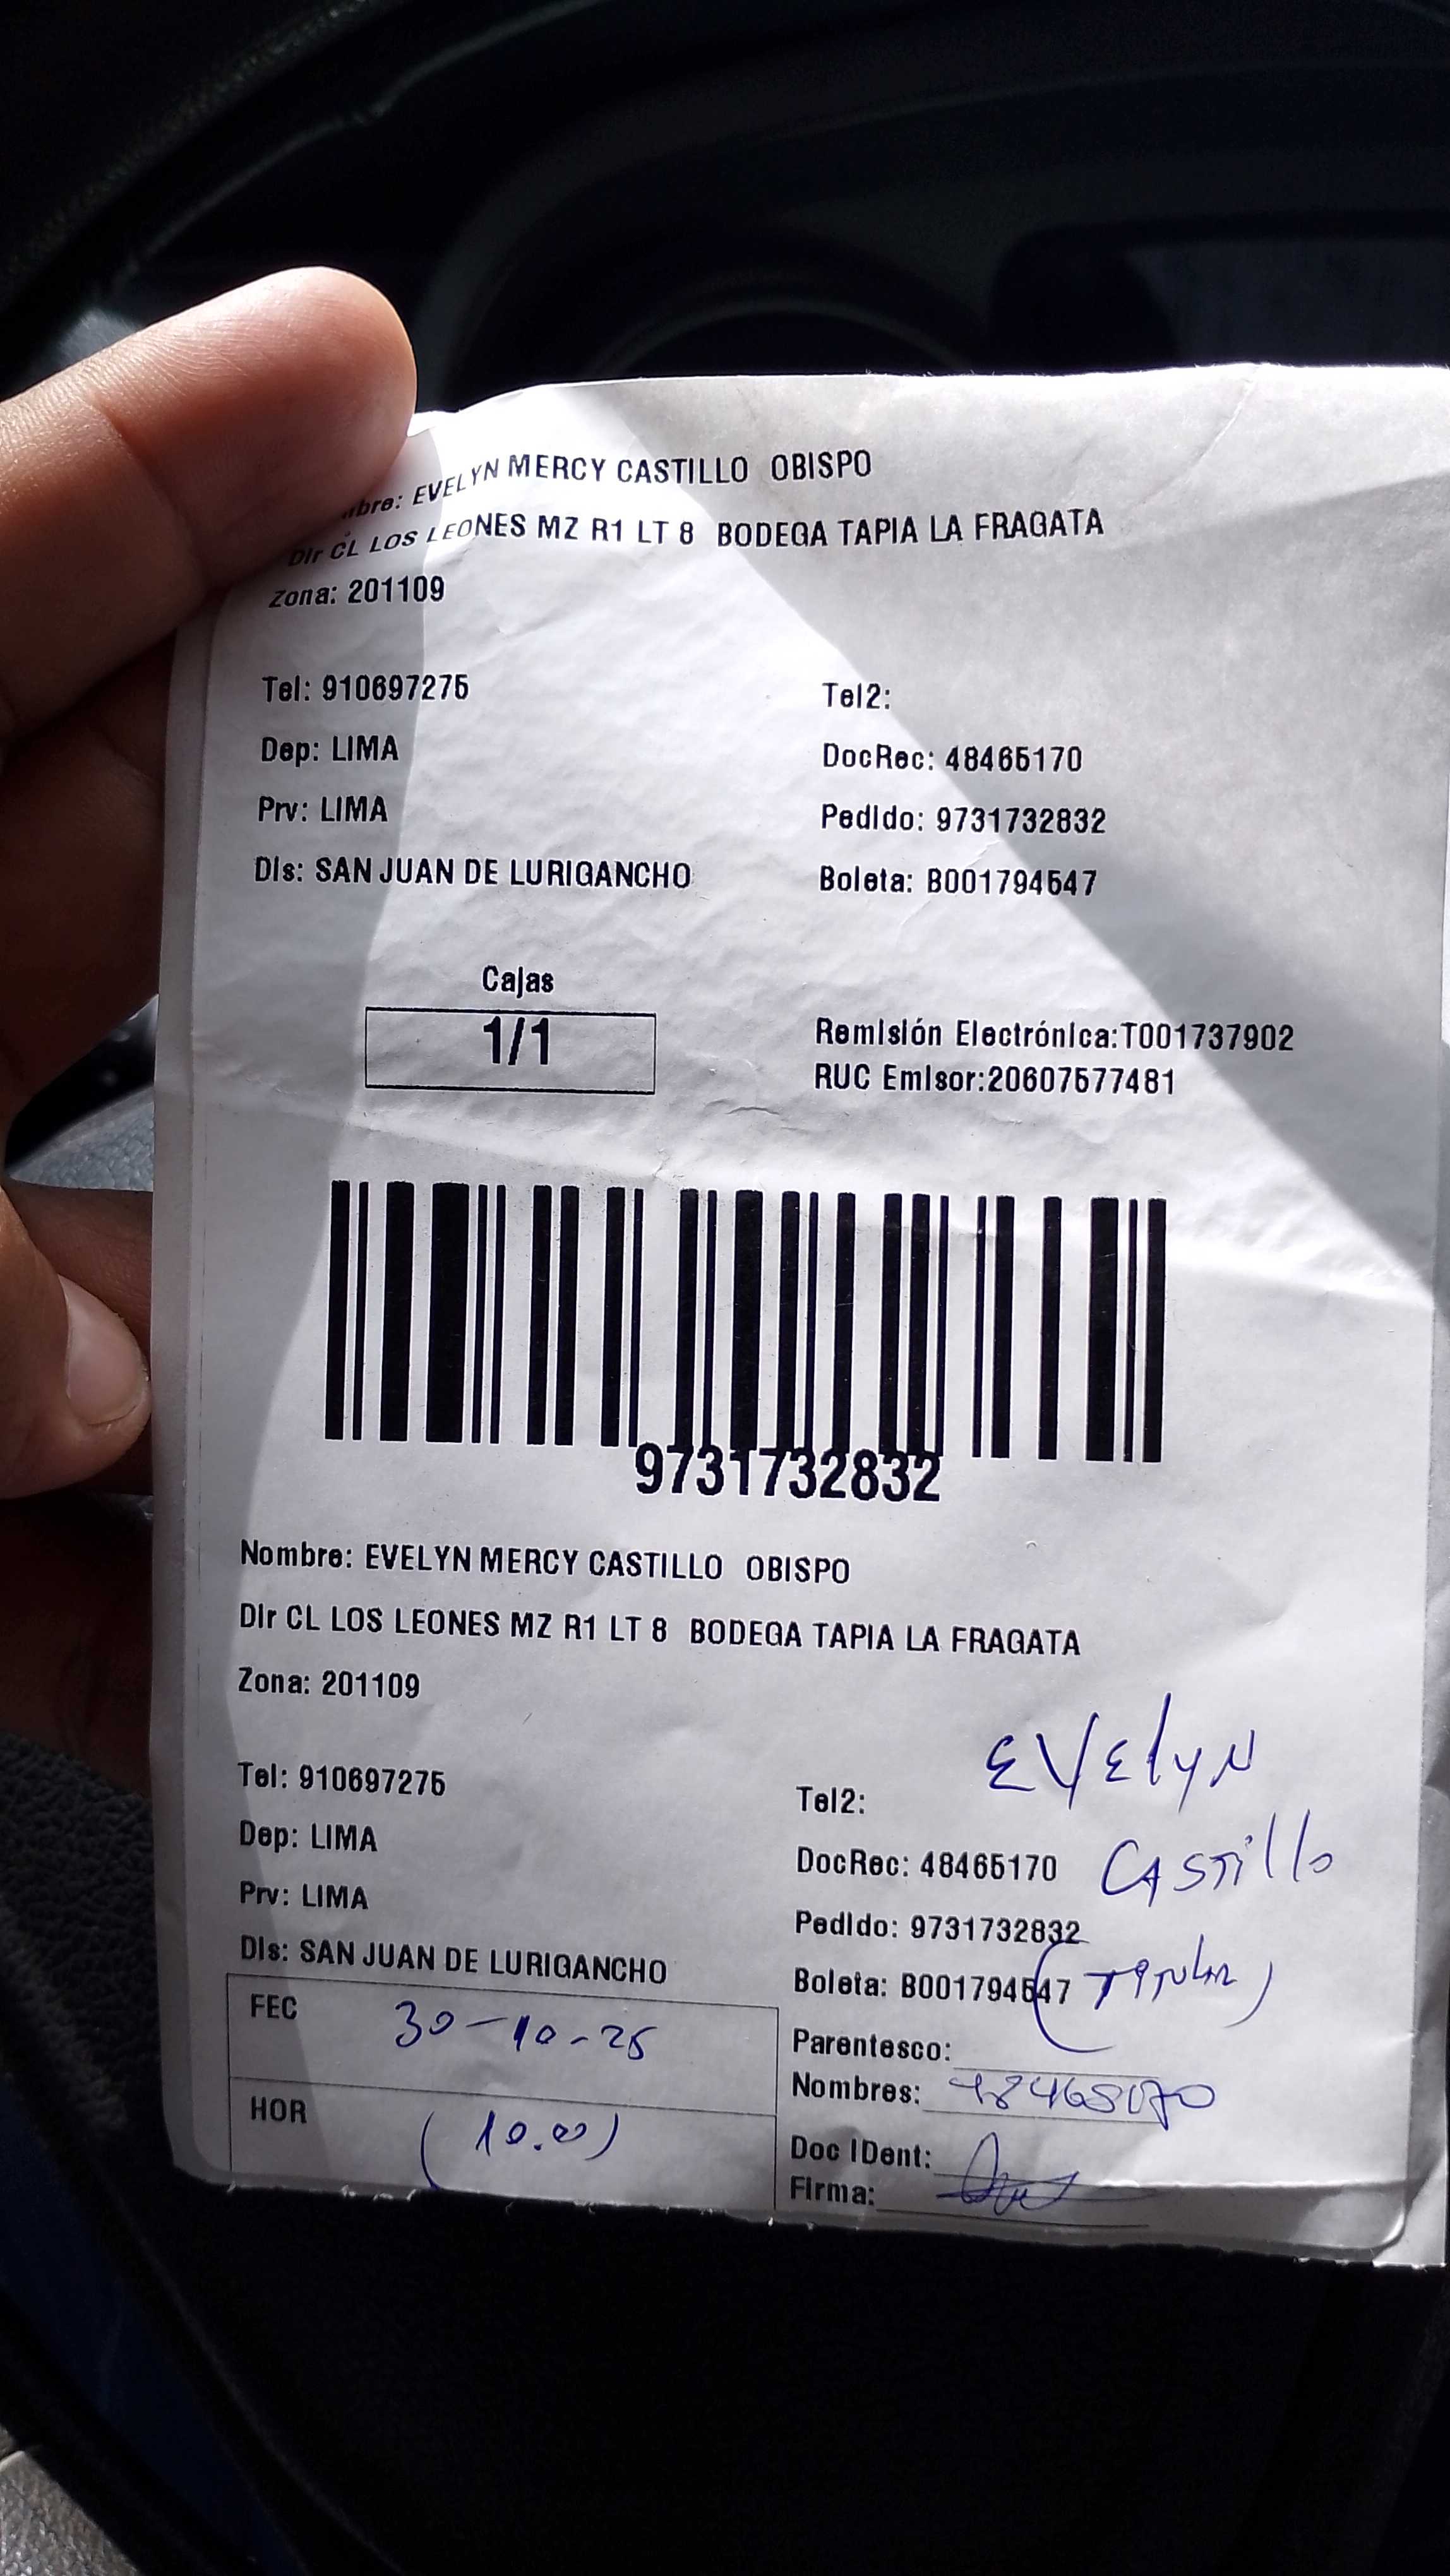 bre: EVELYN MERCY CASTILLO OBISPO
Dir CL LOS LEONES MZ R1 LT 8 BODEGA TAPIA LA FRAGATA
Zona: 201109
Tel: 910697275
Tel2:
Dep: LIMA
DocRec: 48465170
Prv: LIMA
Pedido: 9731732832
Dis: SAN JUAN DE LURIGANCHO
Boleta: B001794547
Cajas
1/1
Remisión Electrónica:T001737902
RUC Emisor:20607577481
9731732832
Nombre: EVELYN MERCY CASTILLO OBISPO
Dir CL LOS LEONES MZ R1 LT 8 BODEGA TAPIA LA FRAGATA
Zona: 201109
Evelyn
Tel: 910697275
Tel2:
Dep: LIMA
DocRec: 48465170
Castillo
Prv: LIMA
Pedido: 9731732832
Dis: SAN JUAN DE LURIGANCHO
Boleta: B001794547
(Titular)
FEC 30-10-25
Parentesco:
Nombres: 48465170
HOR (10.00)
Doc IDent:
Firma: